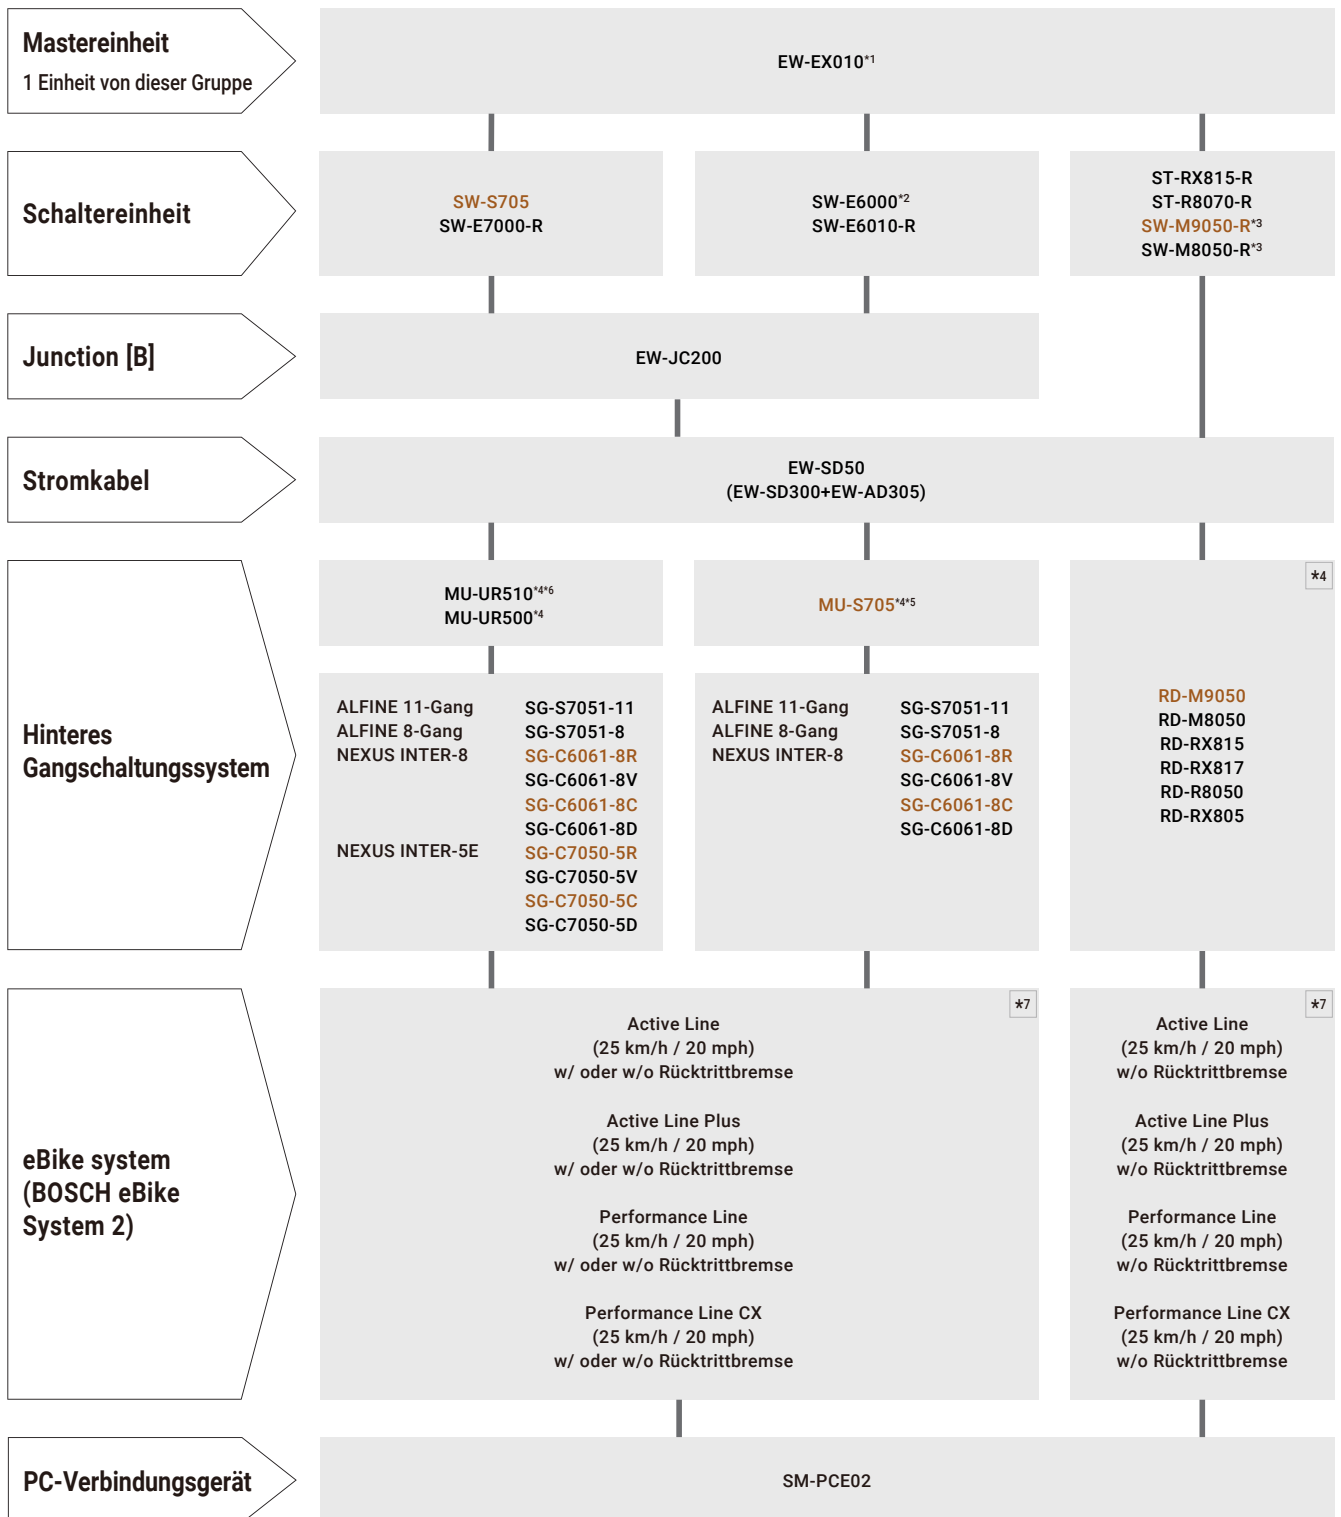 Mastereinheit
1 Einheit von dieser Gruppe
EW-EX010*1
Schaltereinheit
SW-S705
SW-E7000-R
SW-E6000*2
SW-E6010-R
ST-RX815-R
ST-R8070-R
SW-M9050-R*3
SW-M8050-R*3
Junction [B]
EW-JC200
Stromkabel
EW-SD50
(EW-SD300+EW-AD305)
Hinteres
Gangschaltungssystem
MU-UR510*4*6
MU-UR500*4
ALFINE 11-Gang SG-S7051-11
ALFINE 8-Gang SG-S7051-8
NEXUS INTER-8 SG-C6061-8R
SG-C6061-8V
SG-C6061-8C
SG-C6061-8D
NEXUS INTER-5E SG-C7050-5R
SG-C7050-5V
SG-C7050-5C
SG-C7050-5D
MU-S705*4*5
ALFINE 11-Gang SG-S7051-11
ALFINE 8-Gang SG-S7051-8
NEXUS INTER-8 SG-C6061-8R
SG-C6061-8V
SG-C6061-8C
SG-C6061-8D
*4
RD-M9050
RD-M8050
RD-RX815
RD-RX817
RD-R8050
RD-RX805
eBike system
(BOSCH eBike
System 2)
*7
Active Line
(25 km/h / 20 mph)
w/ oder w/o Rücktrittbremse
Active Line Plus
(25 km/h / 20 mph)
w/ oder w/o Rücktrittbremse
Performance Line
(25 km/h / 20 mph)
w/ oder w/o Rücktrittbremse
Performance Line CX
(25 km/h / 20 mph)
w/ oder w/o Rücktrittbremse
*7
Active Line
(25 km/h / 20 mph)
w/o Rücktrittbremse
Active Line Plus
(25 km/h / 20 mph)
w/o Rücktrittbremse
Performance Line
(25 km/h / 20 mph)
w/o Rücktrittbremse
Performance Line CX
(25 km/h / 20 mph)
w/o Rücktrittbremse
PC-Verbindungsgerät
SM-PCE02